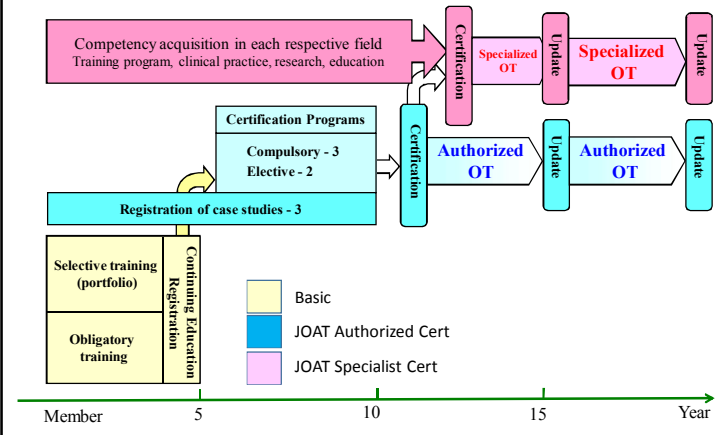 Competency acquisition in each respective field
Training program, clinical practice, research, education
Certification
Specialized
OT
Update
Specialized
OT
Update
Certification Programs
Compulsory - 3
Elective - 2
Certification
Authorized
OT
Update
Authorized
OT
Update
Registration of case studies - 3
Selective training
(portfolio)
Obligatory
training
Continuing Education
Registration
Basic
JOAT Authorized Cert
JOAT Specialist Cert
Member
5
10
15
Year